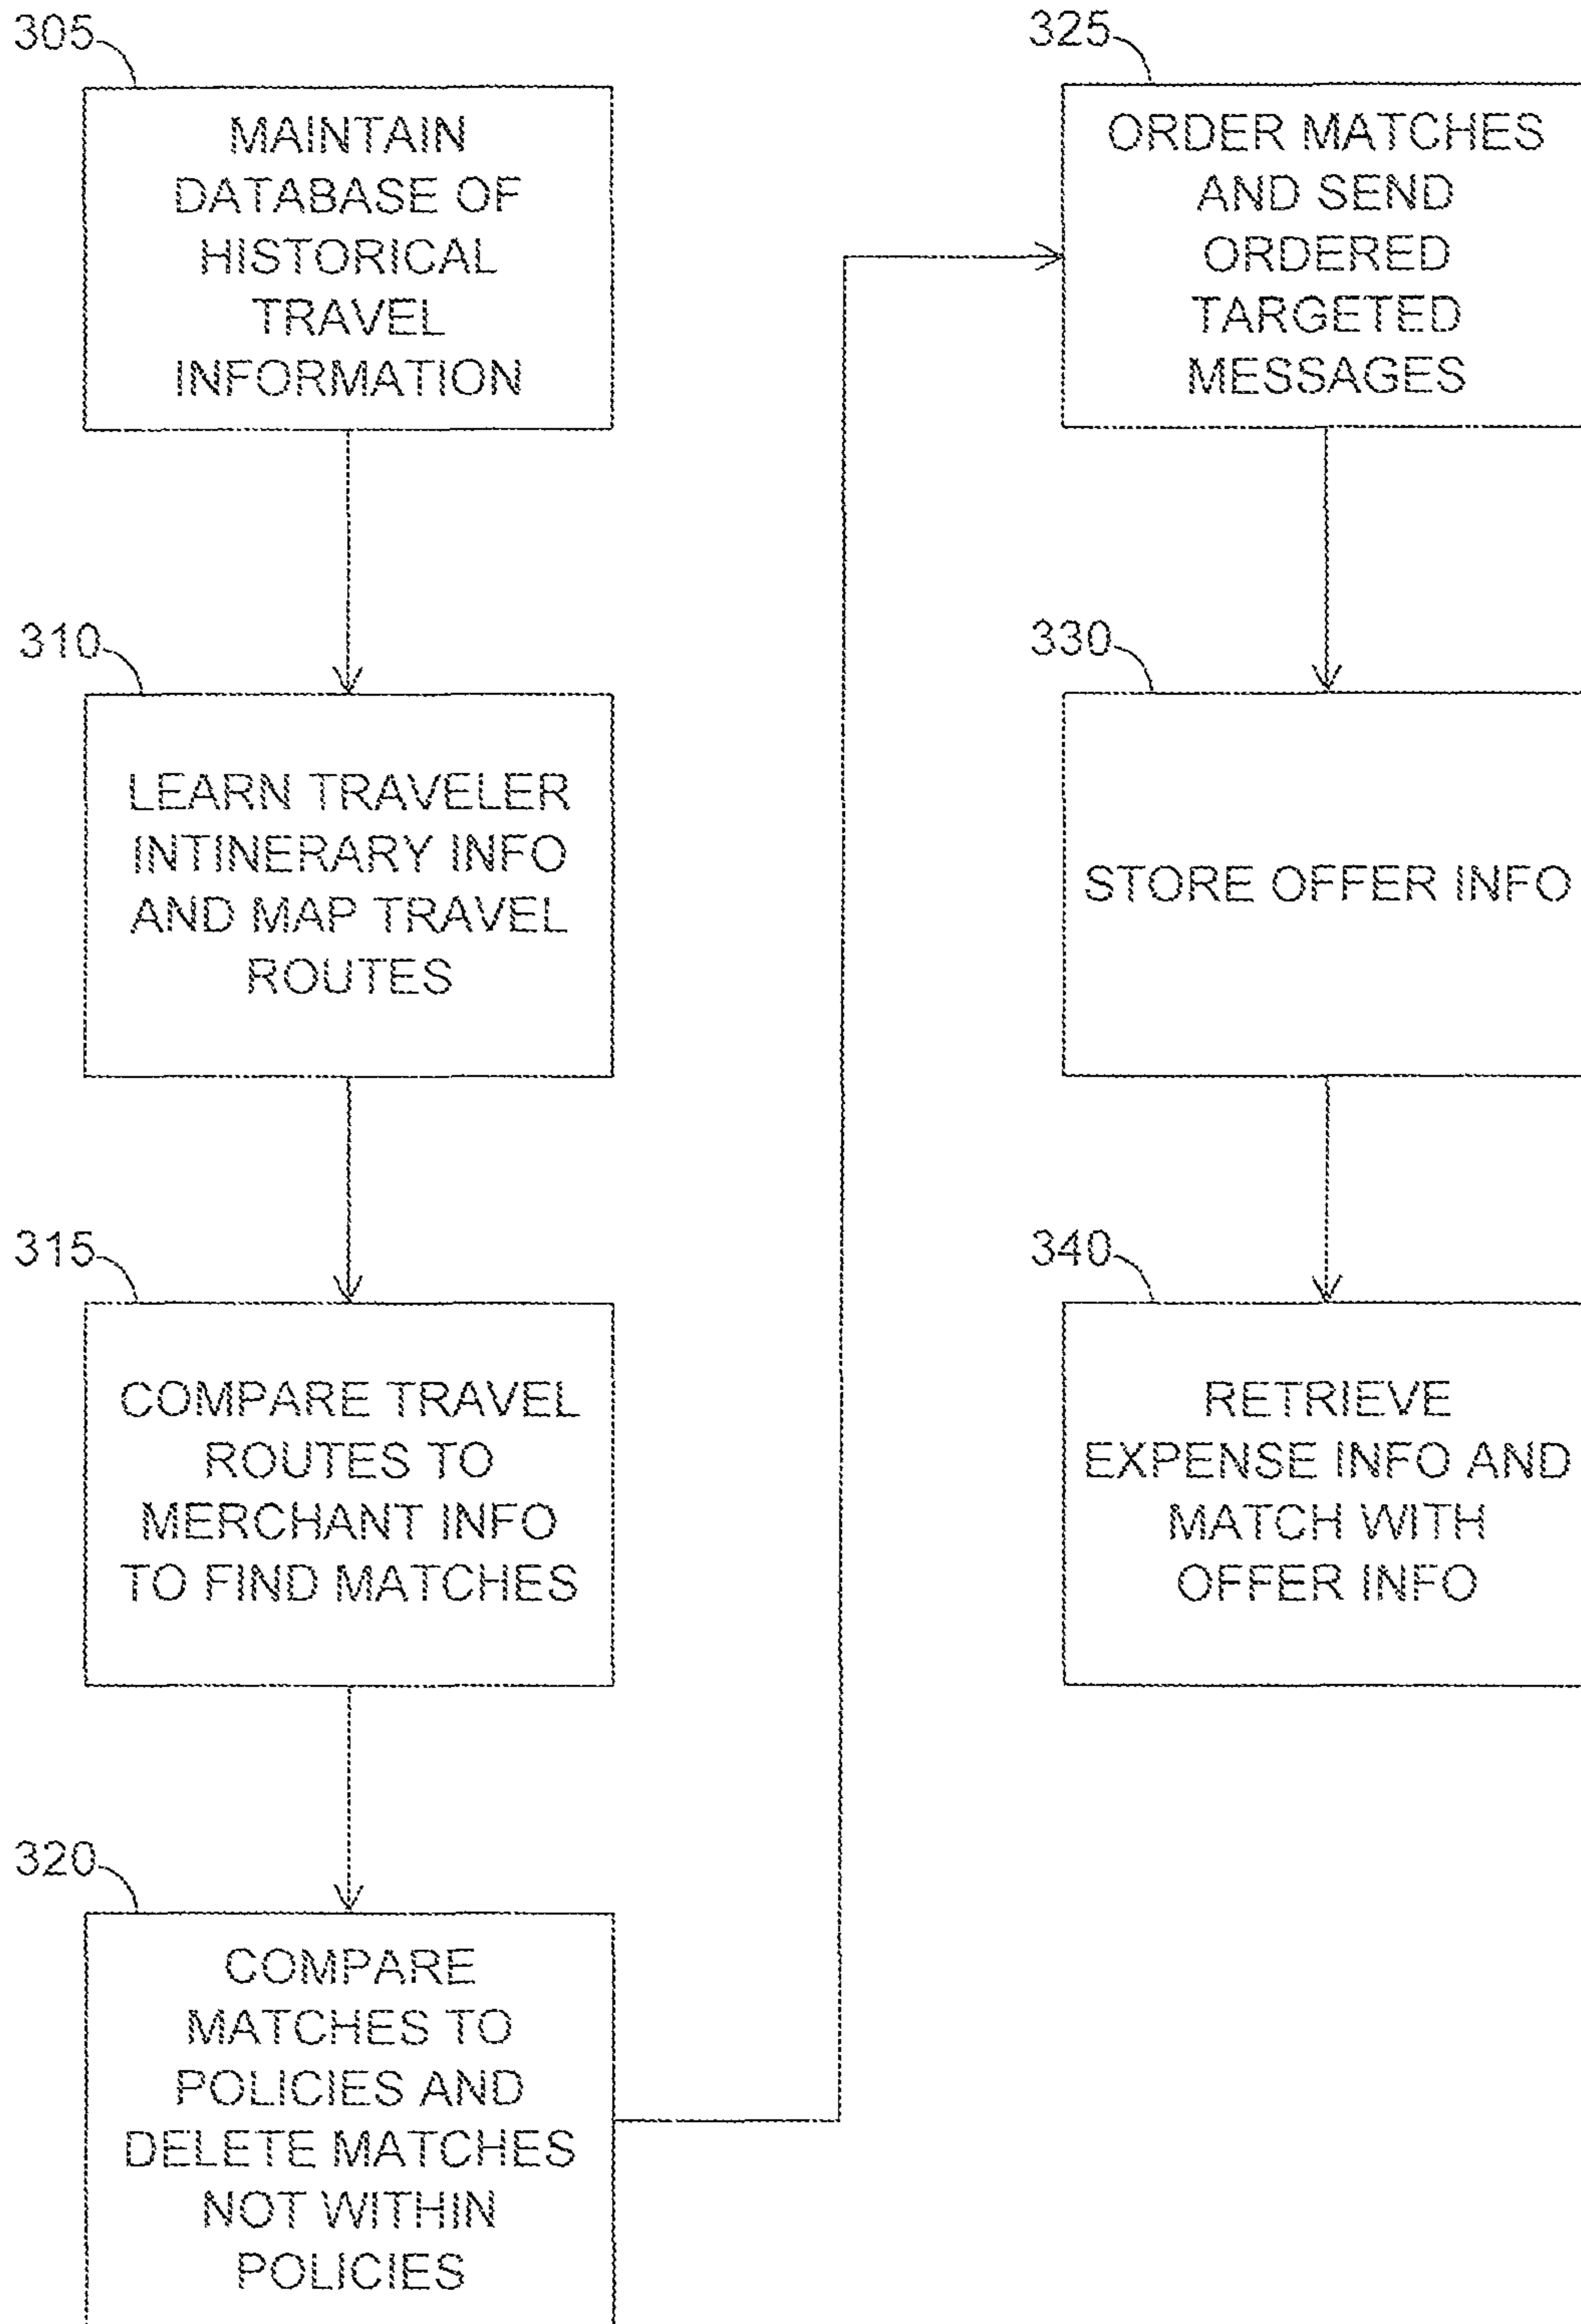 305
MAINTAIN
DATABASE OF
HISTORICAL
TRAVEL
INFORMATION
310
LEARN TRAVELER
INTINERARY INFO
AND MAP TRAVEL
ROUTES
315
COMPARE TRAVEL
ROUTES TO
MERCHANT INFO
TO FIND MATCHES
320
COMPARE
MATCHES TO
POLICIES AND
DELETE MATCHES
NOT WITHIN
POLICIES
325
ORDER MATCHES
AND SEND
ORDERED
TARGETED
MESSAGES
330
STORE OFFER INFO
340
RETRIEVE
EXPENSE INFO AND
MATCH WITH
OFFER INFO